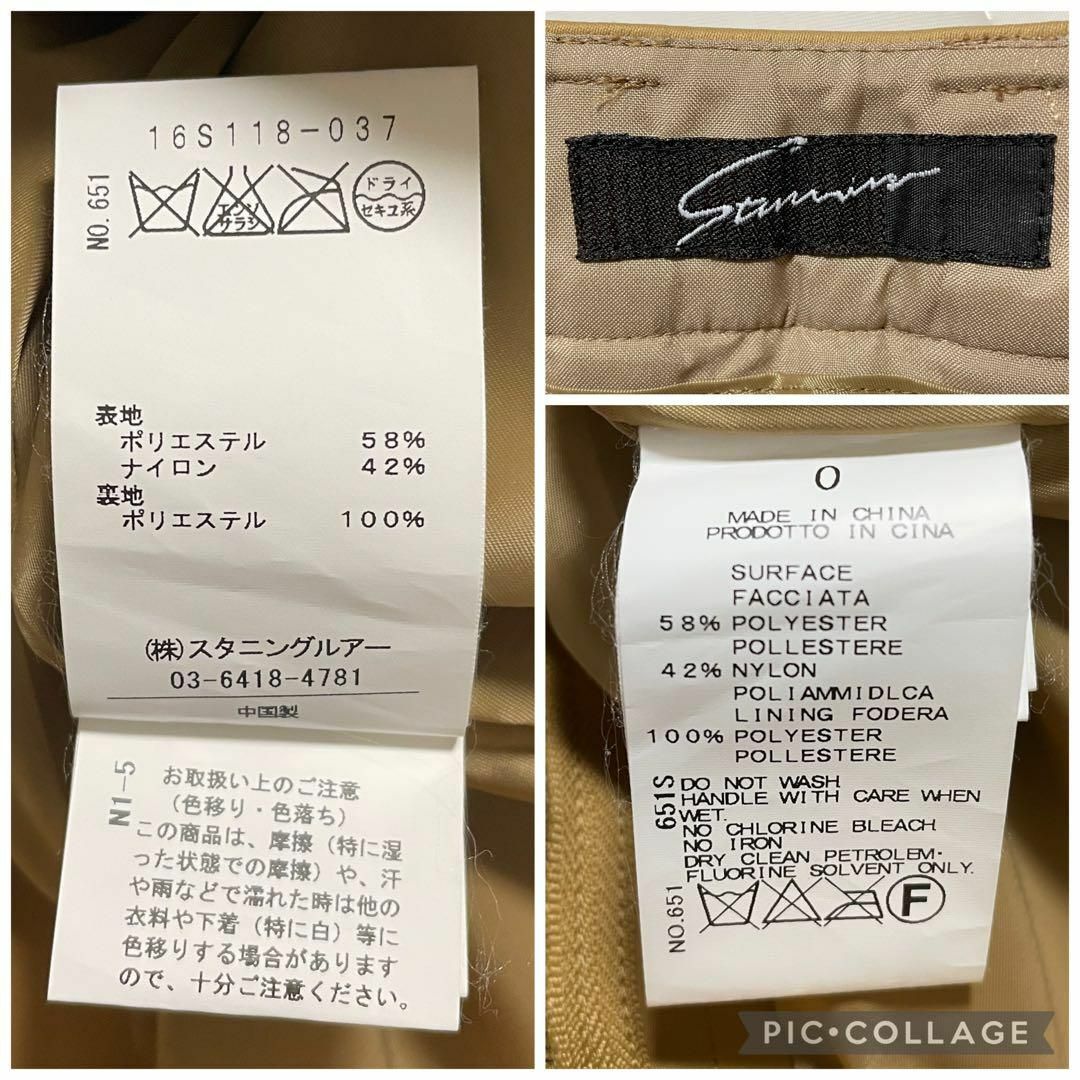 16S118-037
NO.651
エンソ
サラシ
ドライ
セキユ系
表地
ポリエステル 58%
ナイロン 42%
裏地
ポリエステル 100%
(株)スタニングルアー
03-6418-4781
中国製
N1-5
お取扱い上のご注意
(色移り・色落ち)
この商品は、摩擦(特に湿
った状態での摩擦)や、汗
や雨などで濡れた時は他の
衣料や下着(特に白)等に
色移りする場合があります
ので、十分ご注意ください。
0
MADE IN CHINA
PRODOTTO IN CINA
SURFACE
FACCIATA
58% POLYESTER
POLLESTERE
42% NYLON
POLIAMMIDLCA
LINING FODERA
100% POLYESTER
POLLESTERE
651S
DO NOT WASH
HANDLE WITH CARE WHEN
WET.
NO CHLORINE BLEACH
NO IRON
DRY CLEAN PETROLEM·
FLUORINE SOLVENT ONLY.
NO.651
F
PIC•COLLAGE